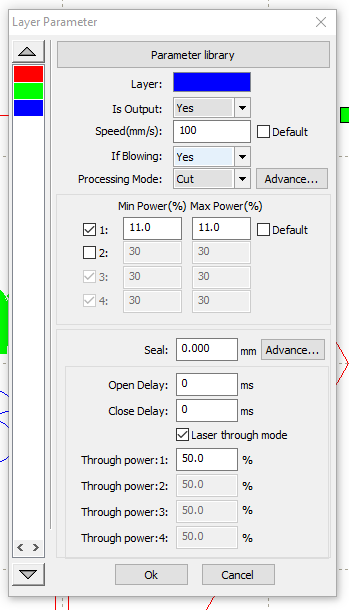 Layer Parameter
Parameter library
Layer:
Is Output: Yes
Speed(mm/s): 100 Default
If Blowing: Yes
Processing Mode: Cut Advance...
Min Power(%) Max Power(%)
1: 11.0 11.0 Default
2: 30 30
3: 30 30
4: 30 30
Seal: 0.000 mm Advance...
Open Delay: 0 ms
Close Delay: 0 ms
Laser through mode
Through power:1: 50.0 %
Through power:2: 50.0 %
Through power:3: 50.0 %
Through power:4: 50.0 %
Ok Cancel